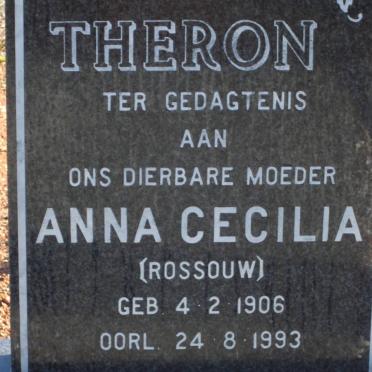 THERON
TER GEDAGTENIS
AAN
ONS DIERBARE MOEDER
ANNA CECILIA
(ROSSOUW)
GEB 4·2·1906
OORL. 24·8·1993